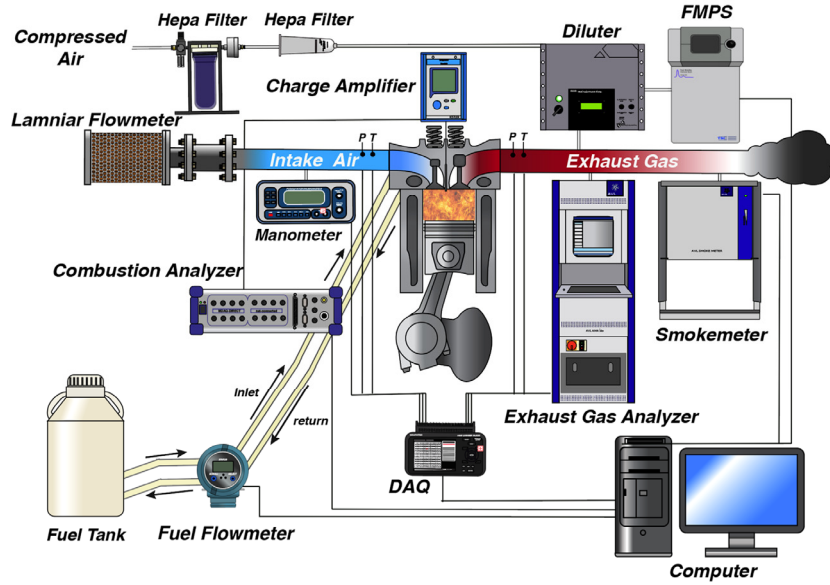 Hepa Filter
Hepa Filter
FMPS
Compressed
Air
Diluter
Charge Amplifier
Lamniar Flowmeter
P T
P T
Intake Air
Exhaust Gas
Manometer
Combustion Analyzer
Smokemeter
inlet
return
Exhaust Gas Analyzer
DAQ
Fuel Tank
Fuel Flowmeter
Computer